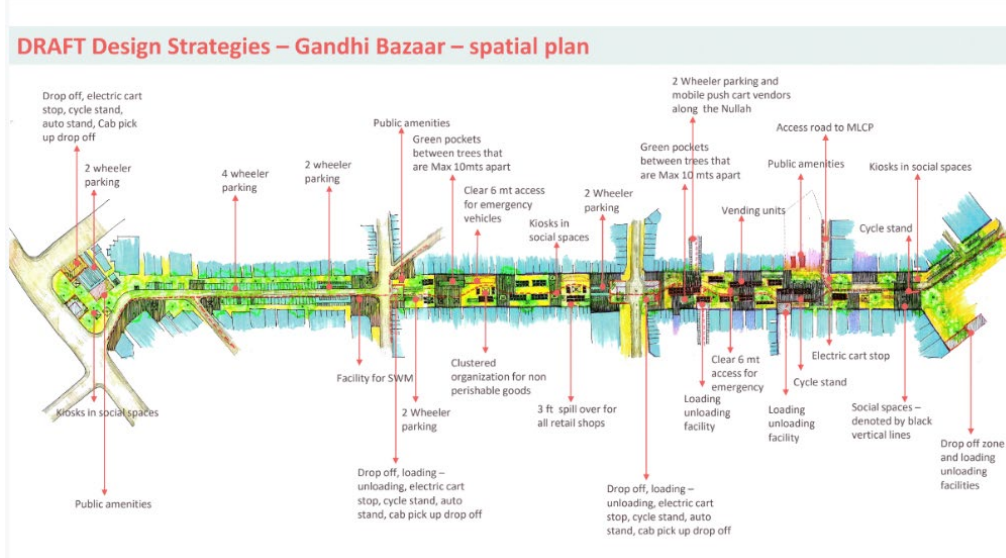 DRAFT Design Strategies – Gandhi Bazaar – spatial plan
Drop off, electric cart
stop, cycle stand,
auto stand, Cab pick
up drop off
2 wheeler
parking
4 wheeler
parking
2 wheeler
parking
Public amenities
Green pockets
between trees that
are Max 10mts apart
Clear 6 mt access
for emergency
vehicles
Kiosks in
social spaces
2 Wheeler
parking
2 Wheeler parking and
mobile push cart vendors
along the Nullah
Green pockets
between trees that
are Max 10 mts apart
Vending units
Access road to MLCP
Public amenities
Kiosks in social spaces
Cycle stand
Kiosks in social spaces
Public amenities
Facility for SWM
2 Wheeler
parking
Drop off, loading –
unloading, electric cart
stop, cycle stand, auto
stand, cab pick up drop off
Clustered
organization for non
perishable goods
3 ft spill over for
all retail shops
Drop off, loading –
unloading, electric cart
stop, cycle stand, auto
stand, cab pick up drop off
Loading
unloading
facility
Clear 6 mt
access for
emergency
Loading
unloading
facility
Cycle stand
Electric cart stop
Social spaces –
denoted by black
vertical lines
Drop off zone
and loading
unloading
facilities